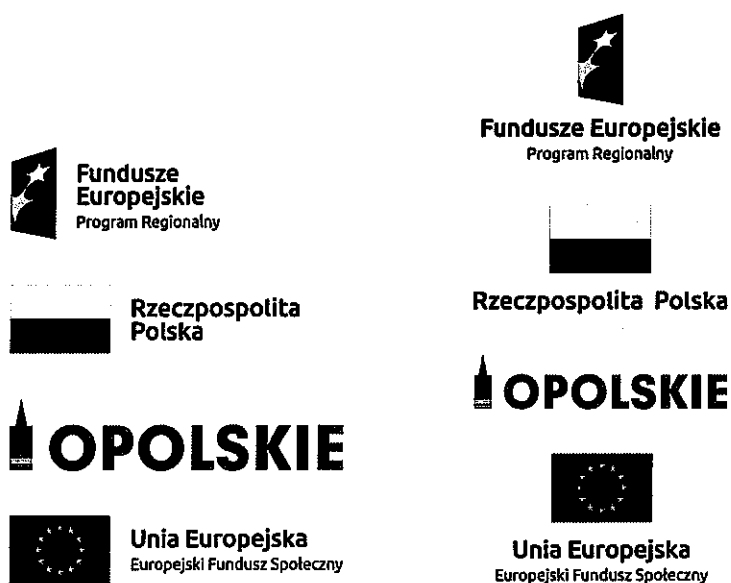 Fundusze
Europejskie
Program Regionalny
Rzeczpospolita
Polska
OPOLSKIE
Unia Europejska
Europejski Fundusz Społeczny
Fundusze Europejskie
Program Regionalny
Rzeczpospolita Polska
OPOLSKIE
Unia Europejska
Europejski Fundusz Społeczny